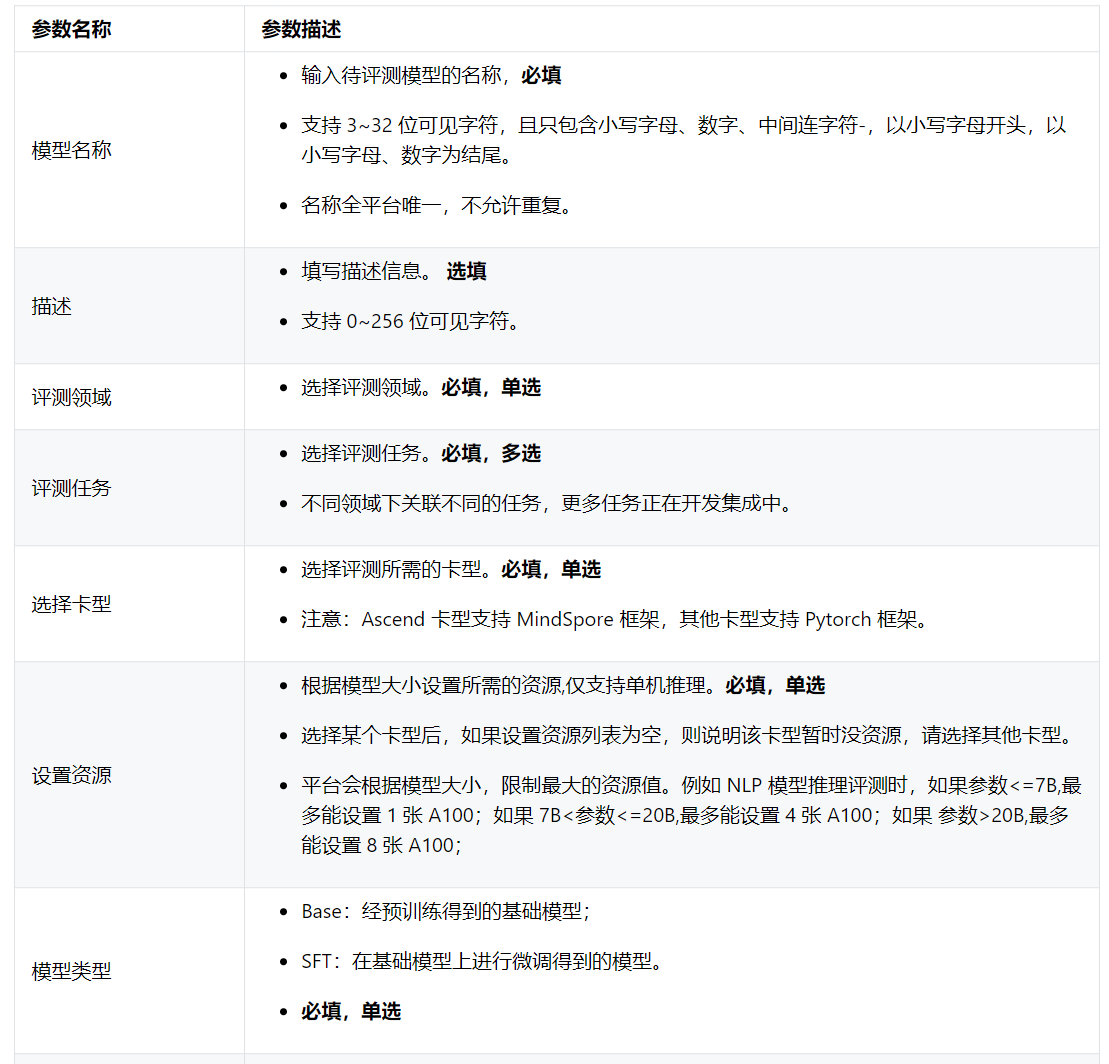 参数名称
参数描述
模型名称
输入待评测模型的名称，必填
支持 3~32 位可见字符，且只包含小写字母、数字、中间连字符-，以小写字母开头，以
小写字母、数字为结尾。
名称全平台唯一，不允许重复。
描述
填写描述信息。 选填
支持 0~256 位可见字符。
评测领域
选择评测领域。必填，单选
评测任务
选择评测任务。必填，多选
不同领域下关联不同的任务，更多任务正在开发集成中。
选择卡型
选择评测所需的卡型。必填，单选
注意：Ascend 卡型支持 MindSpore 框架，其他卡型支持 Pytorch 框架。
设置资源
根据模型大小设置所需的资源,仅支持单机推理。必填，单选
选择某个卡型后，如果设置资源列表为空，则说明该卡型暂时没资源，请选择其他卡型。
平台会根据模型大小，限制最大的资源值。例如 NLP 模型推理评测时，如果参数<=7B,最
多能设置 1 张 A100；如果 7B<参数<=20B,最多能设置 4 张 A100；如果 参数>20B,最多
能设置 8 张 A100；
模型类型
Base：经预训练得到的基础模型；
SFT：在基础模型上进行微调得到的模型。
必填，单选